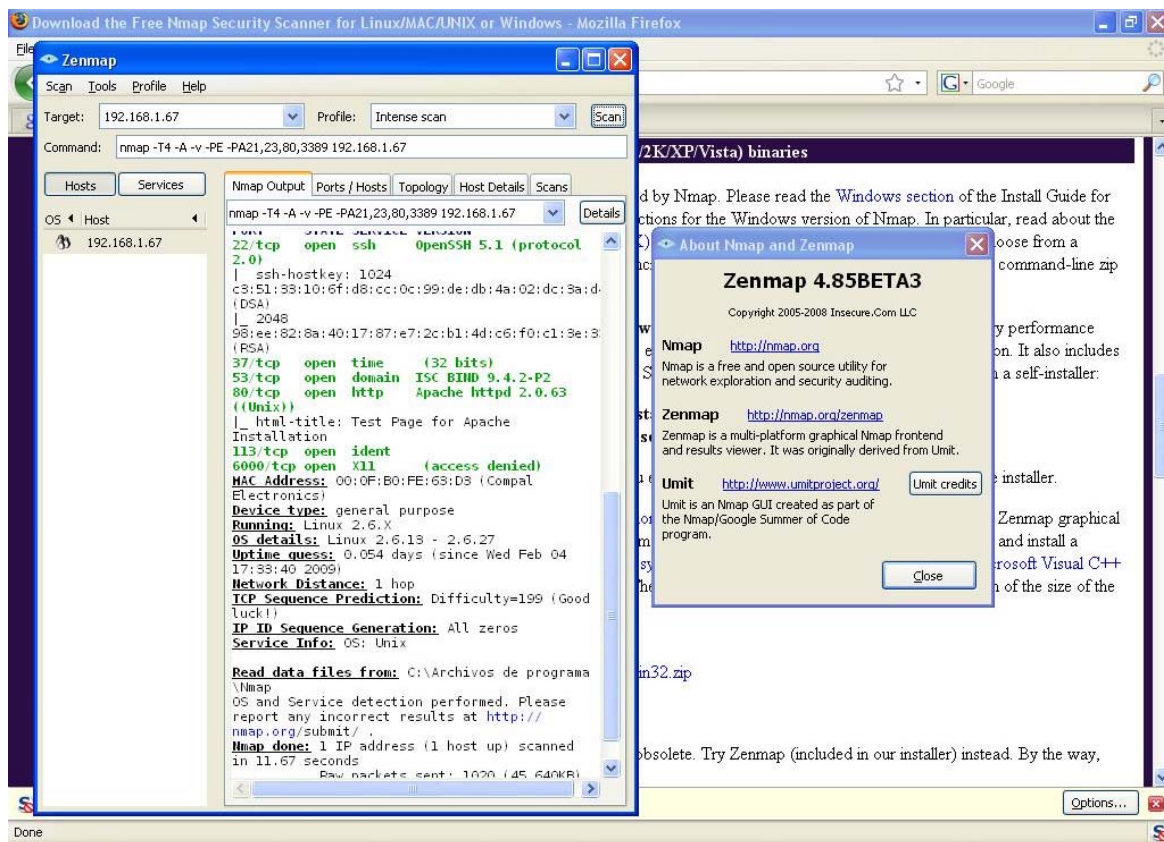 Download the Free Nmap Security Scanner for Linux/MAC/UNIX or Windows - Mozilla Firefox
File
Google
Zenmap
Scan Tools Profile Help
Target: 192.168.1.67 Profile: Intense scan Scan
Command: nmap -T4 -A -v -PE -PA21,23,80,3389 192.168.1.67
Hosts Services
OS Host
192.168.1.67
Nmap Output Ports / Hosts Topology Host Details Scans
nmap -T4 -A -v -PE -PA21,23,80,3389 192.168.1.67 Details
PORT STATE SERVICE VERSION
22/tcp open ssh OpenSSH 5.1 (protocol
2.0)
| ssh-hostkey: 1024
c3:51:33:10:6f:d8:cc:0c:99:de:db:4a:02:dc:3a:d
(DSA)
|_ 2048
98:ee:82:8a:40:17:87:e7:2c:b1:4d:c6:f0:c1:3e:3
(RSA)
37/tcp open time (32 bits)
53/tcp open domain ISC BIND 9.4.2-P2
80/tcp open http Apache httpd 2.0.63
((Unix))
|_ html-title: Test Page for Apache
Installation
113/tcp open ident
6000/tcp open X11 (access denied)
MAC Address: 00:0F:B0:FE:63:D3 (Compal
Electronics)
Device type: general purpose
Running: Linux 2.6.X
OS details: Linux 2.6.13 - 2.6.27
Uptime guess: 0.054 days (since Wed Feb 04
17:33:40 2009)
Network Distance: 1 hop
TCP Sequence Prediction: Difficulty=199 (Good
luck!)
IP ID Sequence Generation: All zeros
Service Info: OS: Unix
Read data files from: C:\Archivos de programa
\Nmap
OS and Service detection performed. Please
report any incorrect results at http://
nmap.org/submit/ .
Nmap done: 1 IP address (1 host up) scanned
in 11.67 seconds
Raw packets sent: 1020 (45.640KB)
/2K/XP/Vista) binaries
d by Nmap. Please read the Windows section of the Install Guide for
ctions for the Windows version of Nmap. In particular, read about the
oose from a
command-line zip
y performance
on. It also includes
a self-installer:
e installer.
Zenmap graphical
and install a
crosoft Visual C++
n of the size of the
in32.zip
obsolete. Try Zenmap (included in our installer) instead. By the way,
About Nmap and Zenmap
Zenmap 4.85BETA3
Copyright 2005-2008 Insecure.Com LLC
Nmap http://nmap.org
Nmap is a free and open source utility for
network exploration and security auditing.
Zenmap http://nmap.org/zenmap
Zenmap is a multi-platform graphical Nmap frontend
and results viewer. It was originally derived from Umit.
Umit http://www.umitproject.org/ Umit credits
Umit is an Nmap GUI created as part of
the Nmap/Google Summer of Code
program.
Close
Options...
Done